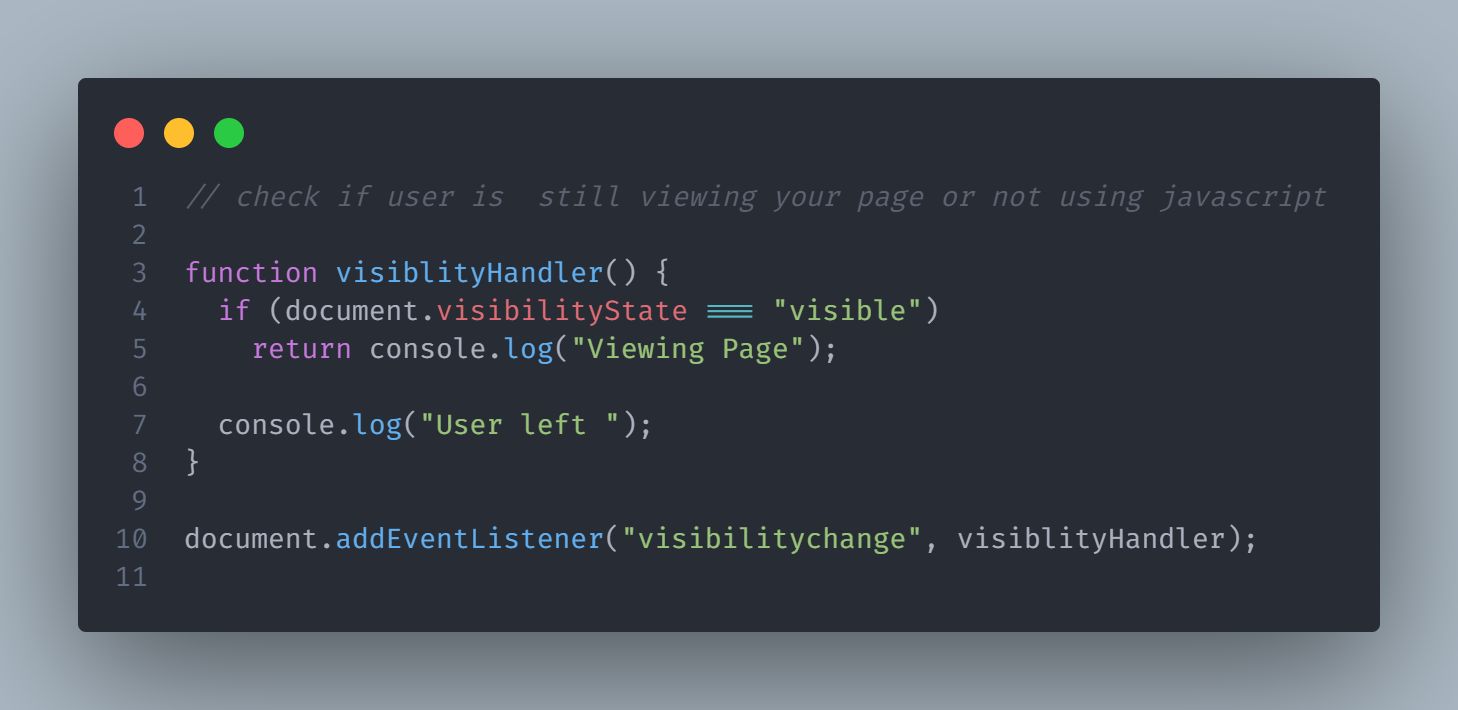 1 // check if user is  still viewing your page or not using javascript
2
3 function visiblityHandler() {
4   if (document.visibilityState === "visible")
5     return console.log("Viewing Page");
6
7   console.log("User left ");
8 }
9
10 document.addEventListener("visibilitychange", visiblityHandler);
11